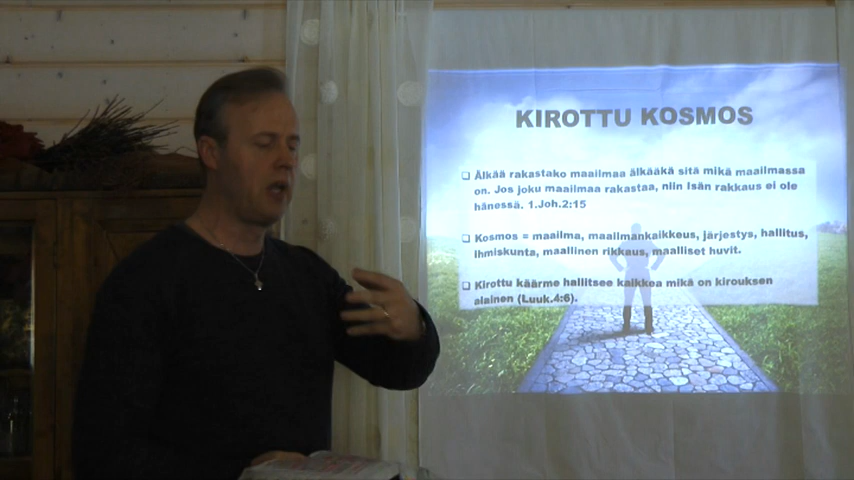 KIROTTU KOSMOS
❑ Älkää rakastako maailmaa älkääkä sitä mikä maailmassa
on. Jos joku maailmaa rakastaa, niin Isän rakkaus ei ole
hänessä. 1.Joh.2:15
❑ Kosmos = maailma, maailmankaikkeus, järjestys, hallitus,
Ihmiskunta, maallinen rikkaus, maalliset huvit.
❑ Kirottu käärme hallitsee kaikkea mikä on kirouksen
alainen (Luuk.4:6).